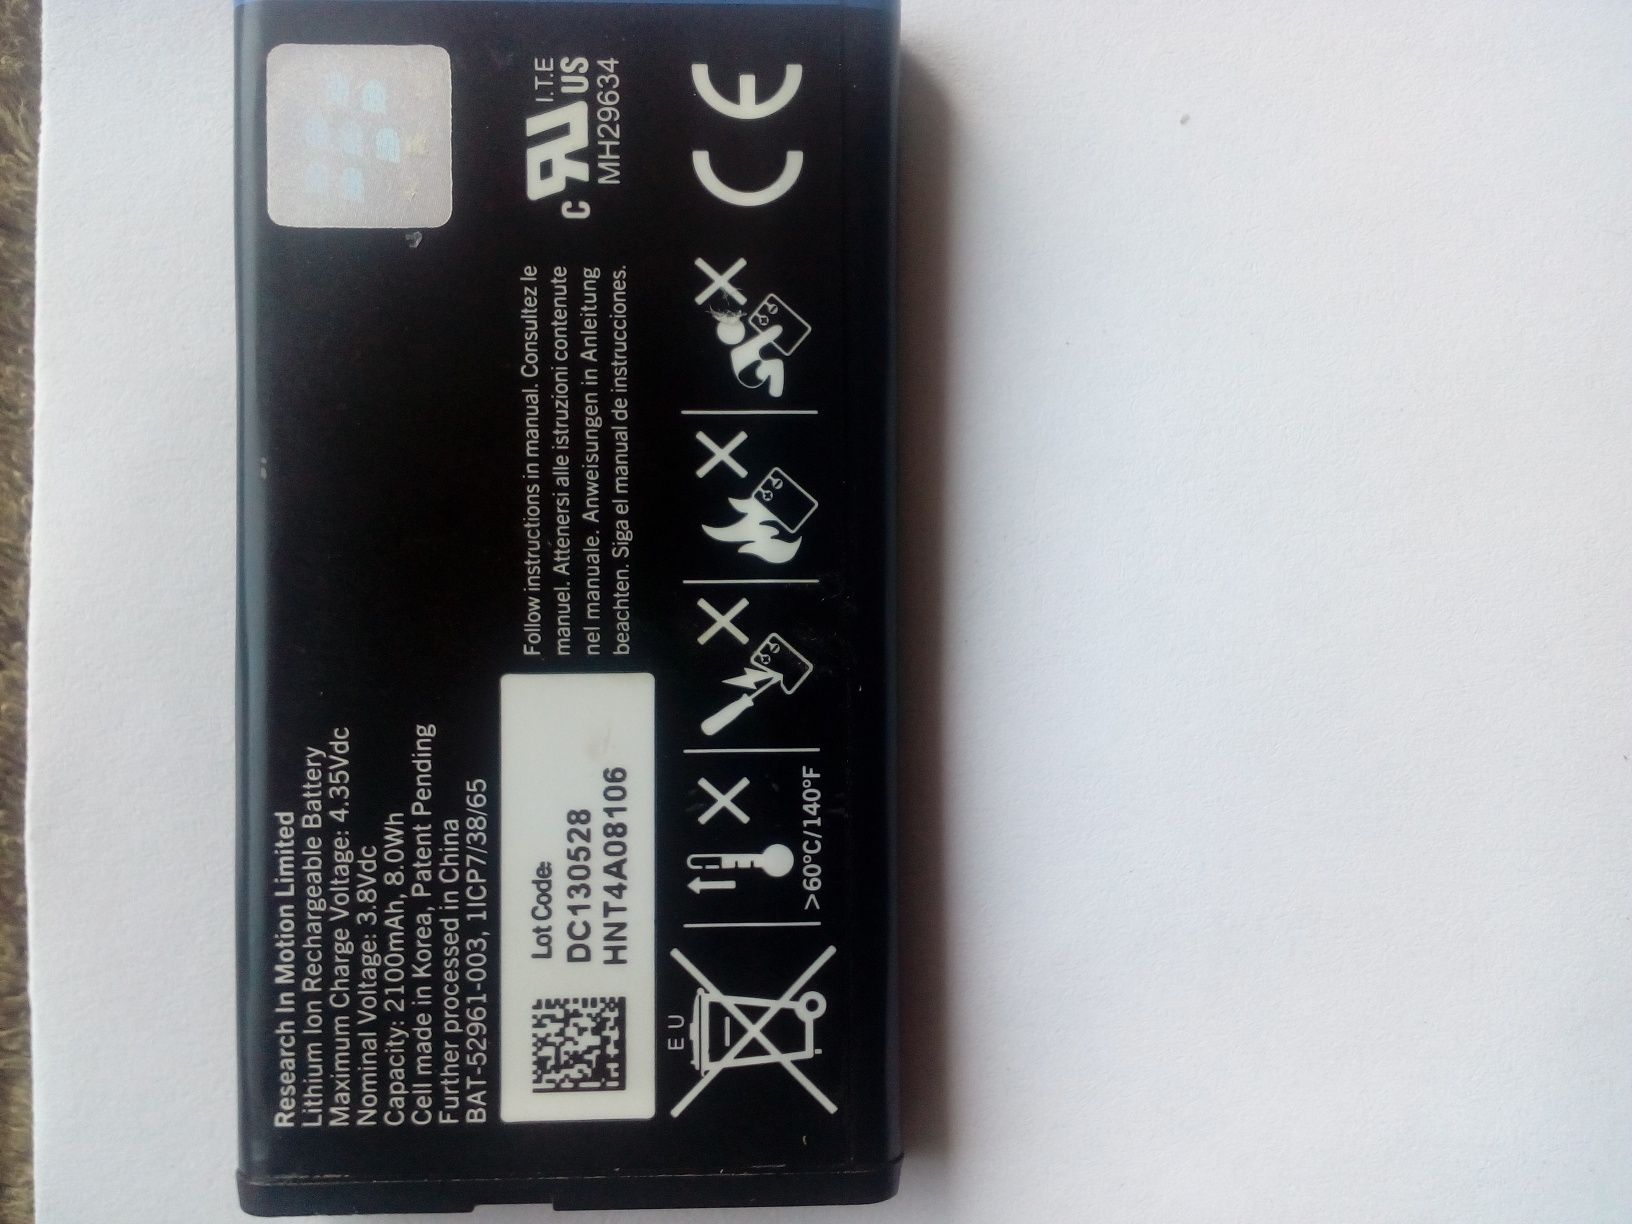 Research In Motion Limited
Lithium Ion Rechargeable Battery
Maximum Charge Voltage: 4.35Vdc
Nominal Voltage: 3.8Vdc
Capacity: 2100mAh, 8.0Wh
Cell made in Korea, Patent Pending
Further processed in China
BAT-52961-003, 1ICP7/38/65
Lot Code:
DC130528
HNT4A08106
Follow instructions in manual. Consultez le
manuel. Attenersi alle istruzioni contenute
nel manuale. Anweisungen in Anleitung
beachten. Siga el manual de instrucciones.
c RU US I.T.E
MH29634
EU
>60°C/140°F
CE